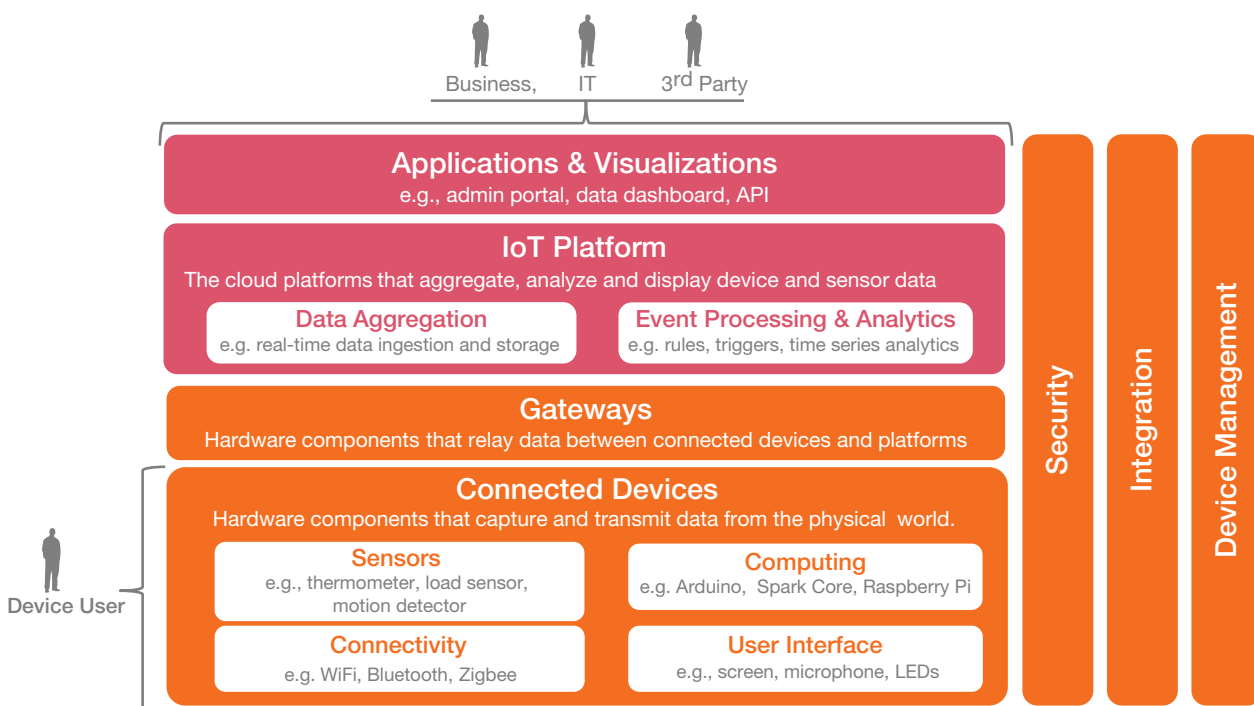 Business, IT 3rd Party
Applications & Visualizations
e.g., admin portal, data dashboard, API
IoT Platform
The cloud platforms that aggregate, analyze and display device and sensor data
Data Aggregation
e.g. real-time data ingestion and storage
Event Processing & Analytics
e.g. rules, triggers, time series analytics
Gateways
Hardware components that relay data between connected devices and platforms
Connected Devices
Hardware components that capture and transmit data from the physical world.
Sensors
e.g., thermometer, load sensor,
motion detector
Computing
e.g. Arduino, Spark Core, Raspberry Pi
Connectivity
e.g. WiFi, Bluetooth, Zigbee
User Interface
e.g., screen, microphone, LEDs
Device User
Security
Integration
Device Management